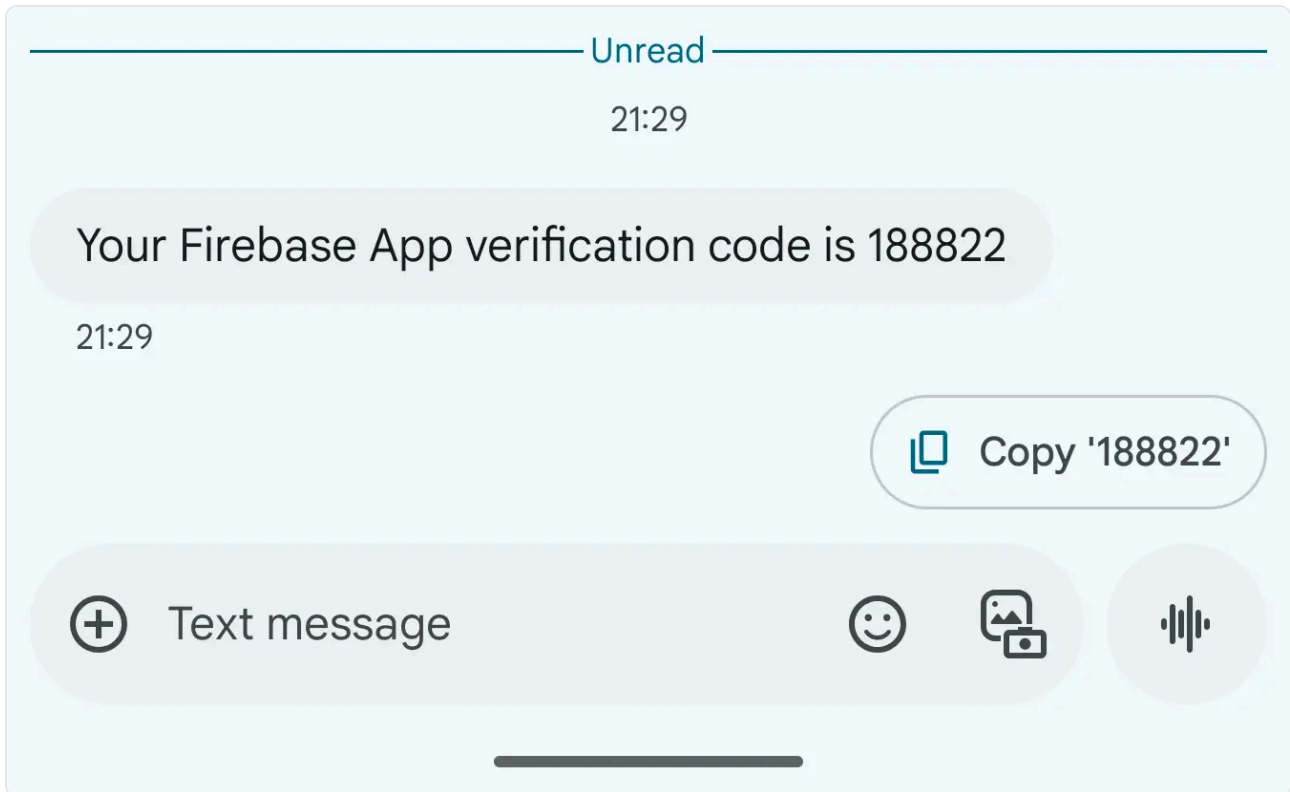 Unread
21:29
Your Firebase App verification code is 188822
21:29
Copy '188822'
Text message